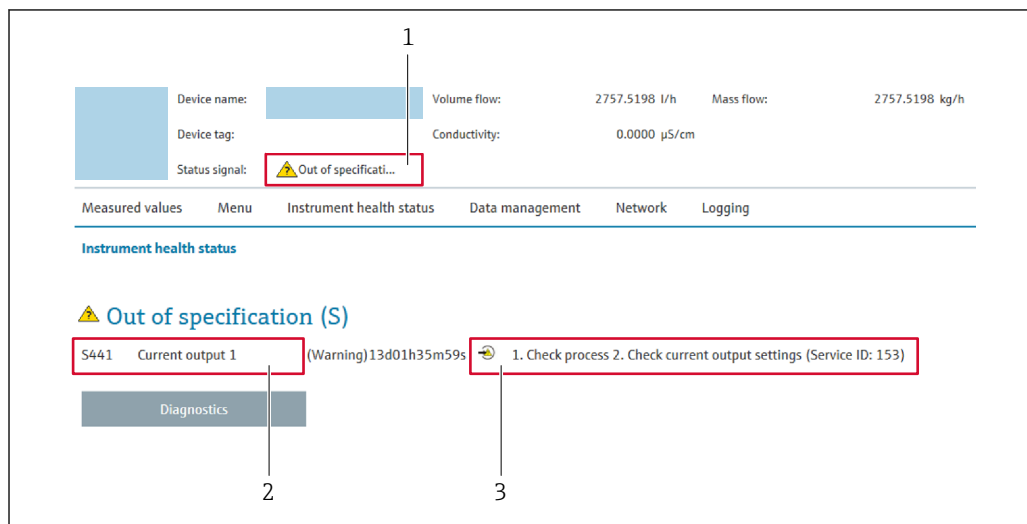 1
Device name: Volume flow: 2757.5198 l/h Mass flow: 2757.5198 kg/h
Device tag: Conductivity: 0.0000 µS/cm
Status signal: Out of specificati...
Measured values Menu Instrument health status Data management Network Logging
Instrument health status
Out of specification (S)
S441 Current output 1 (Warning)13d01h35m59s 1. Check process 2. Check current output settings (Service ID: 153)
Diagnostics
2 3